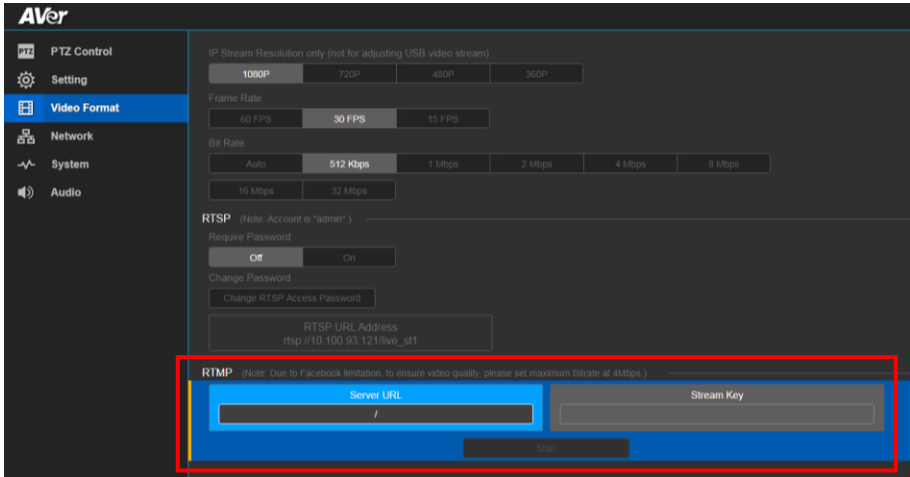 AVer
PTZ PTZ Control
Setting
Video Format
Network
System
Audio
IP Stream Resolution only (not for adjusting USB video stream)
1080P 720P 480P 360P
Frame Rate
60 FPS 30 FPS 15 FPS
Bit Rate
Auto 512 Kbps 1 Mbps 2 Mbps 4 Mbps 8 Mbps
16 Mbps 32 Mbps
RTSP (Note: Account is "admin".)
Require Password
Off On
Change Password
Change RTSP Access Password
RTSP URL Address
rtsp://10.100.93.121/live_st1
RTMP (Note: Due to Facebook limitation, to ensure video quality, please set maximum Bitrate at 4Mbps.)
Server URL Stream Key
/
Start